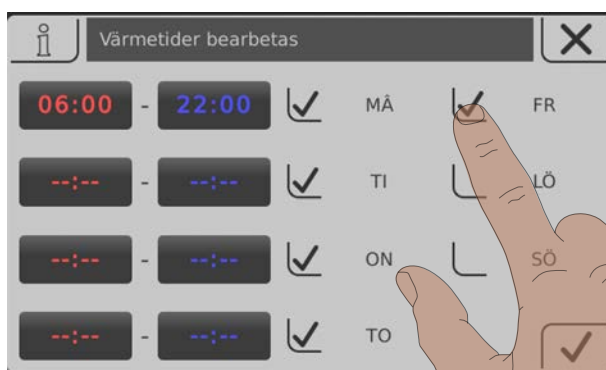 Värmetider bearbetas
06:00 - 22:00 MÅ FR
--:-- - --:-- TI LÖ
--:-- - --:-- ON SÖ
--:-- - --:-- TO